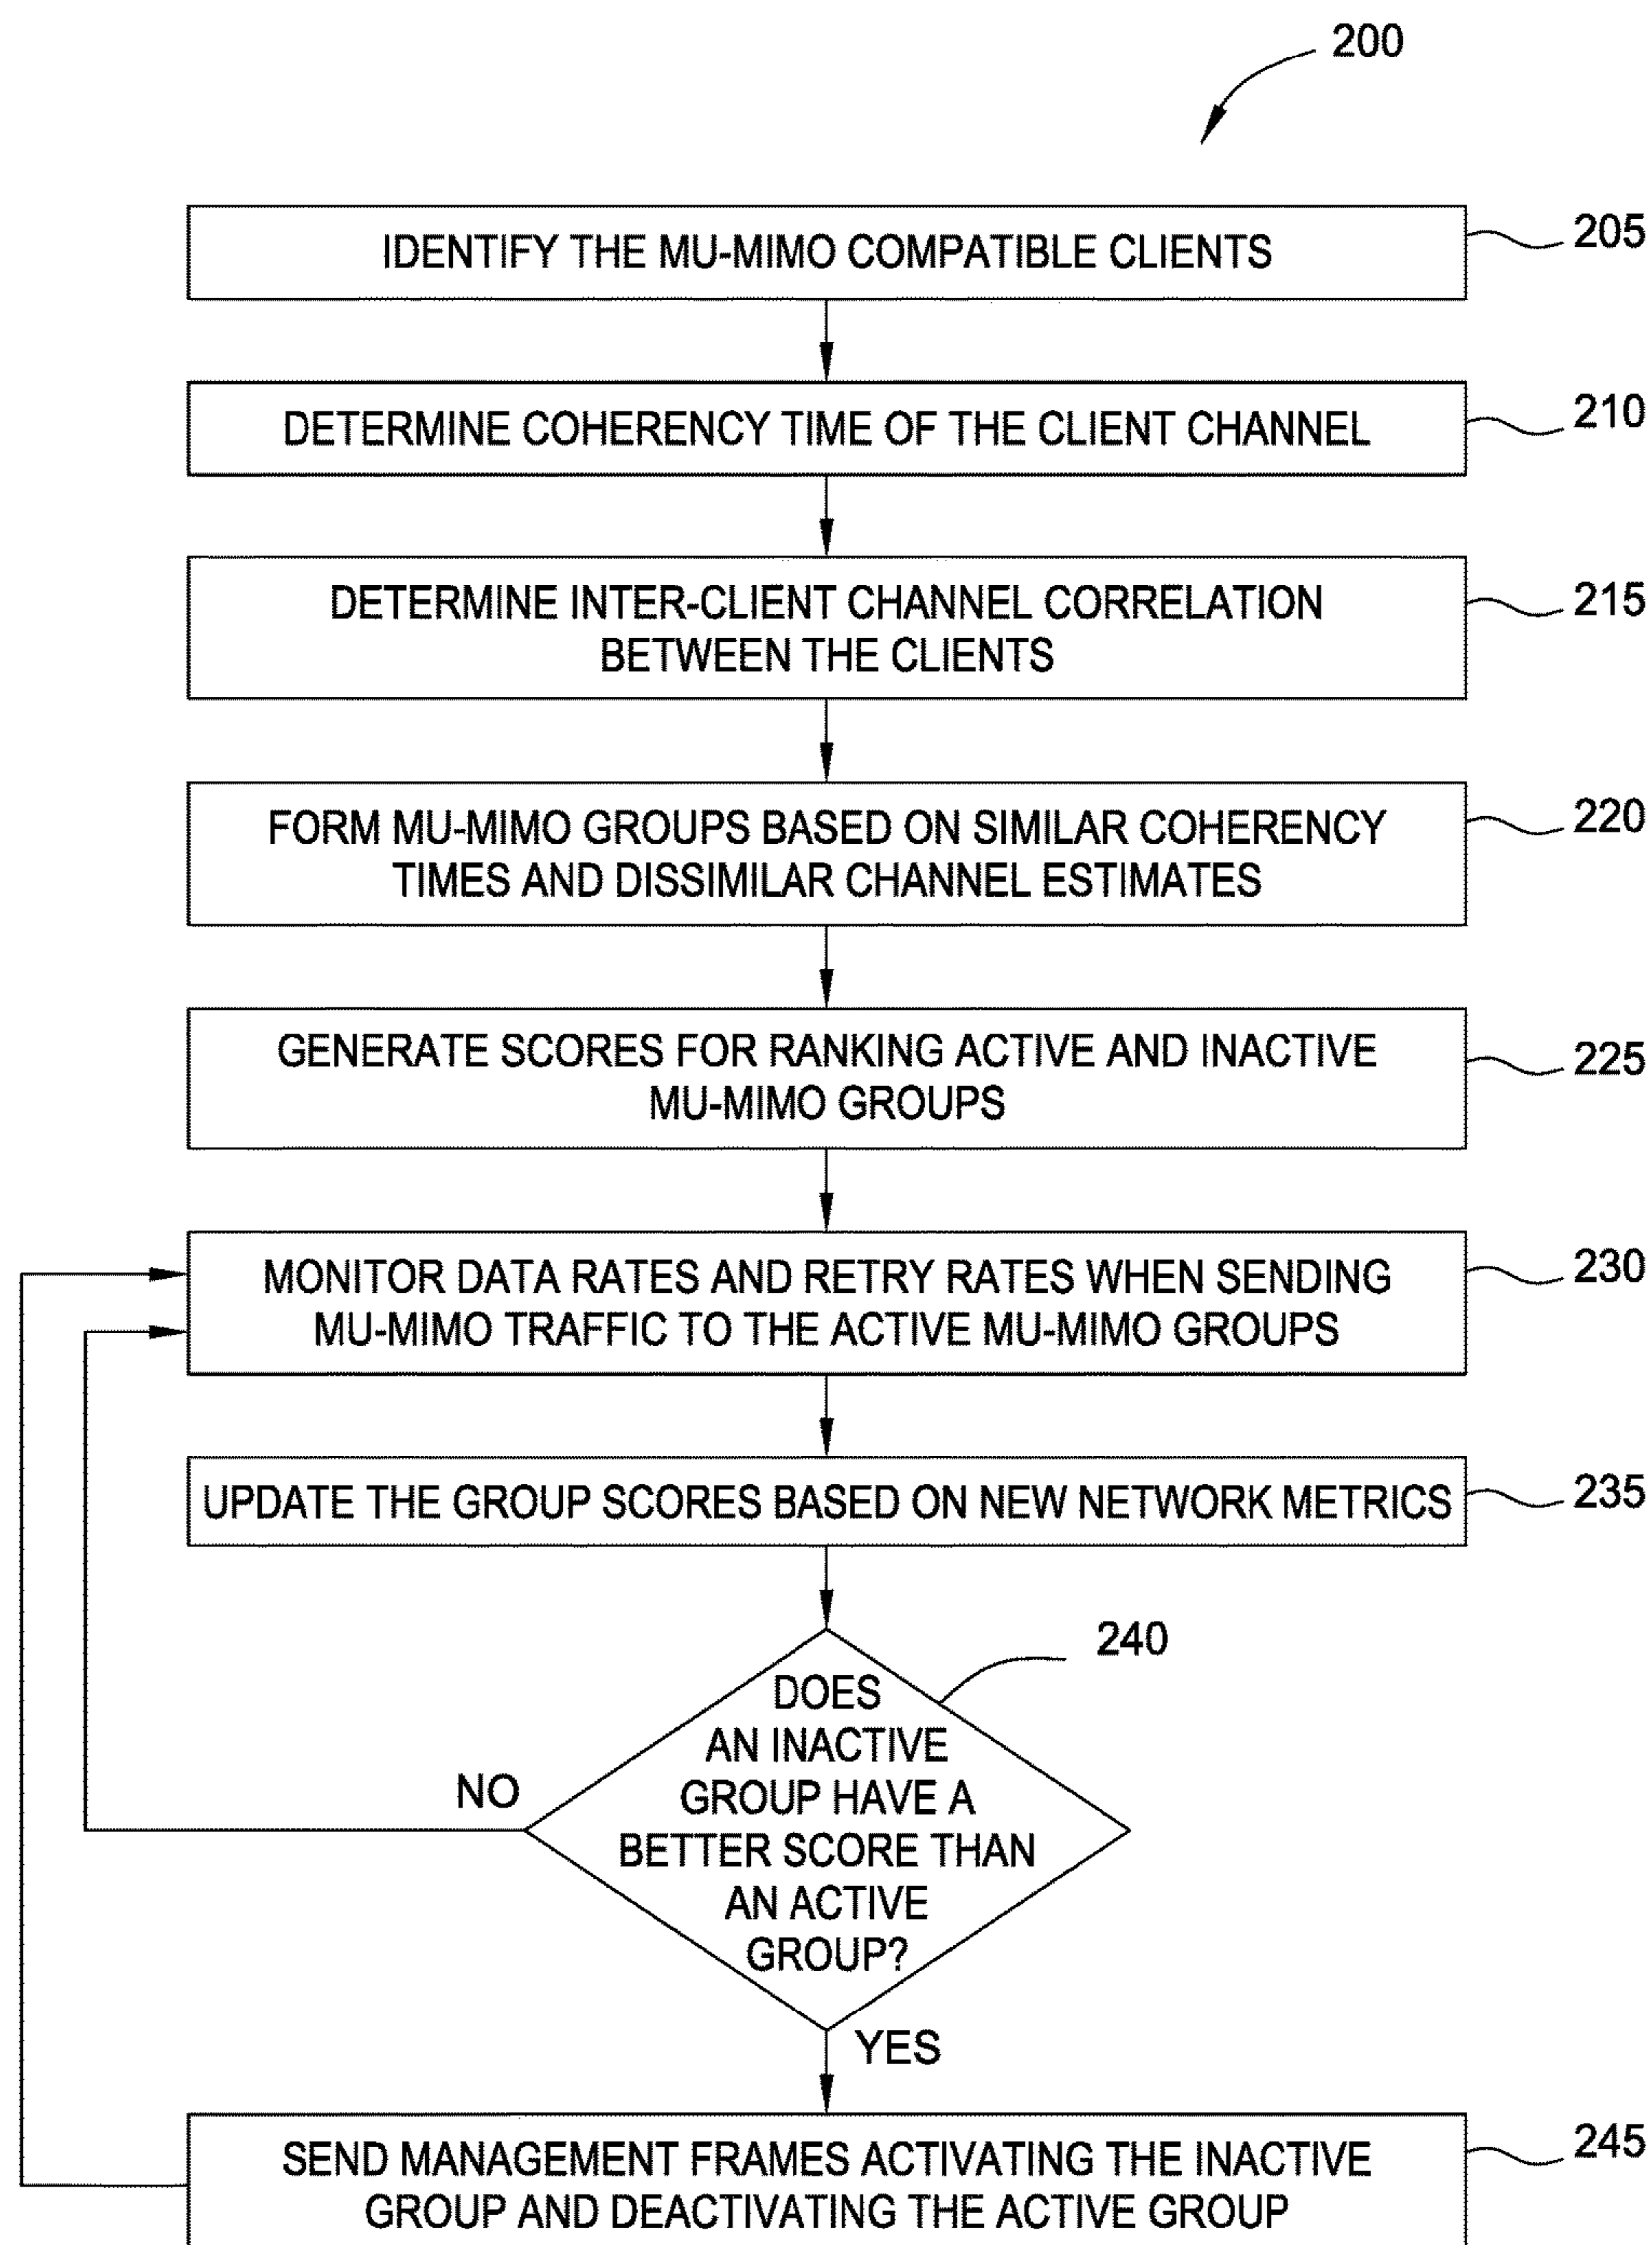 200
IDENTIFY THE MU-MIMO COMPATIBLE CLIENTS
205
DETERMINE COHERENCY TIME OF THE CLIENT CHANNEL
210
DETERMINE INTER-CLIENT CHANNEL CORRELATION
BETWEEN THE CLIENTS
215
FORM MU-MIMO GROUPS BASED ON SIMILAR COHERENCY
TIMES AND DISSIMILAR CHANNEL ESTIMATES
220
GENERATE SCORES FOR RANKING ACTIVE AND INACTIVE
MU-MIMO GROUPS
225
MONITOR DATA RATES AND RETRY RATES WHEN SENDING
MU-MIMO TRAFFIC TO THE ACTIVE MU-MIMO GROUPS
230
UPDATE THE GROUP SCORES BASED ON NEW NETWORK METRICS
235
240
DOES
AN INACTIVE
GROUP HAVE A
BETTER SCORE THAN
AN ACTIVE
GROUP?
NO
YES
SEND MANAGEMENT FRAMES ACTIVATING THE INACTIVE
GROUP AND DEACTIVATING THE ACTIVE GROUP
245